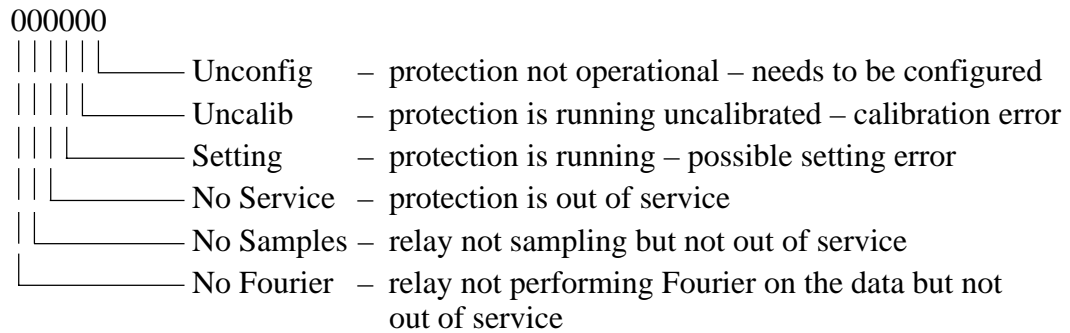 000000
Unconfig – protection not operational – needs to be configured
Uncalib – protection is running uncalibrated – calibration error
Setting – protection is running – possible setting error
No Service – protection is out of service
No Samples – relay not sampling but not out of service
No Fourier – relay not performing Fourier on the data but not
out of service